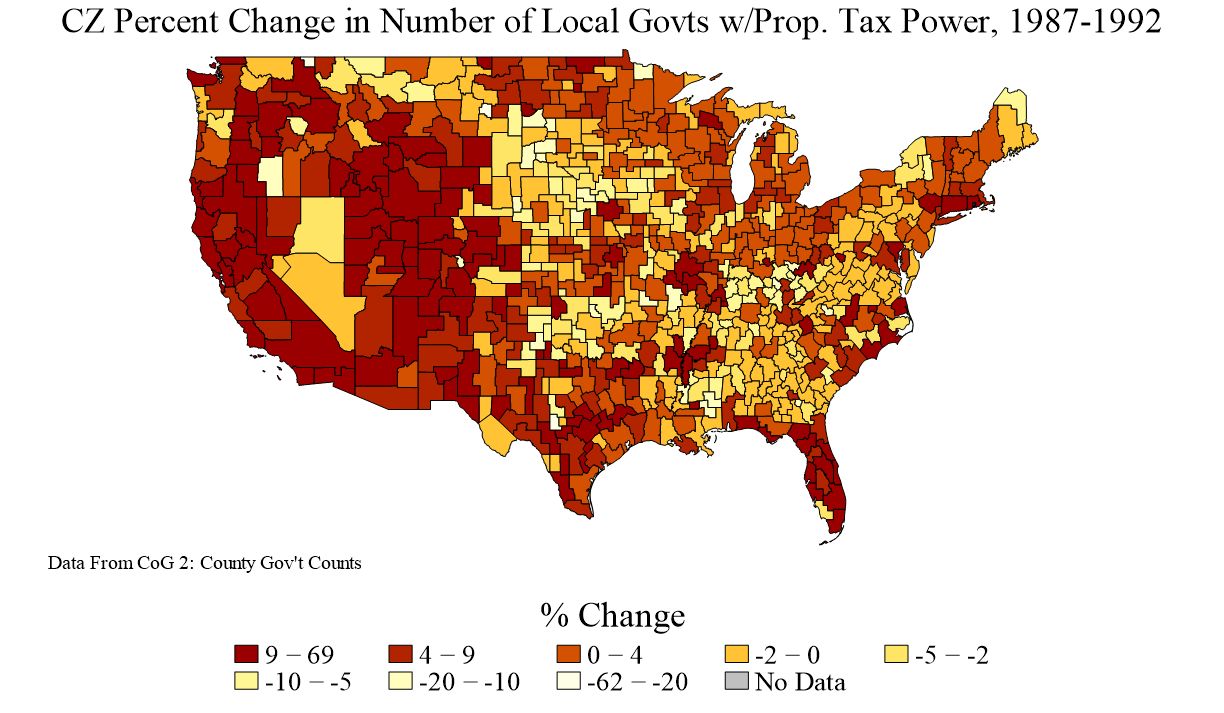 CZ Percent Change in Number of Local Govts w/Prop. Tax Power, 1987-1992
Data From CoG 2: County Gov't Counts
% Change
9 − 69 4 − 9 0 − 4 -2 − 0 -5 − -2
-10 − -5 -20 − -10 -62 − -20 No Data